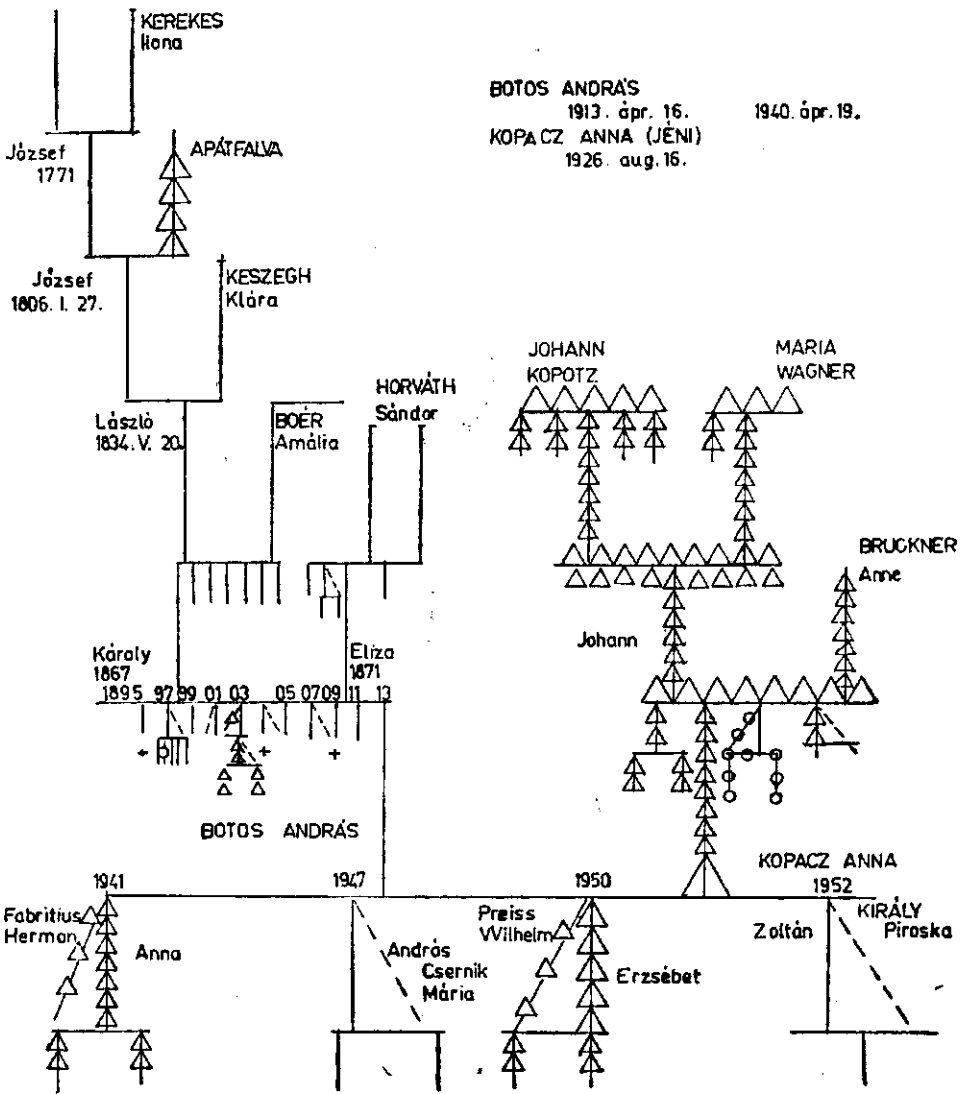 KEREKES
Ilona
BOTOS ANDRÁS
1913. ápr. 16. 1940. ápr. 19.
KOPACZ ANNA (JÉNI)
1926. aug. 16.
József
1771
APÁTFALVA
József
1806. I. 27.
KESZEGH
Klára
JOHANN
KOPOTZ
MARIA
WAGNER
HORVÁTH
Sándor
László
1834. V. 20.
BOÉR
Amália
BRUCKNER
Anne
Johann
Károly
1867
Eliza
1871
1895 97 99 01 03 05 07 09 11 13
BOTOS ANDRÁS
KOPACZ ANNA
1941
1947
1950
1952
Fabritius
Herman
Anna
András
Csernik
Mária
Preiss
Wilhelm
Erzsébet
Zoltán
KIRÁLY
Piroska